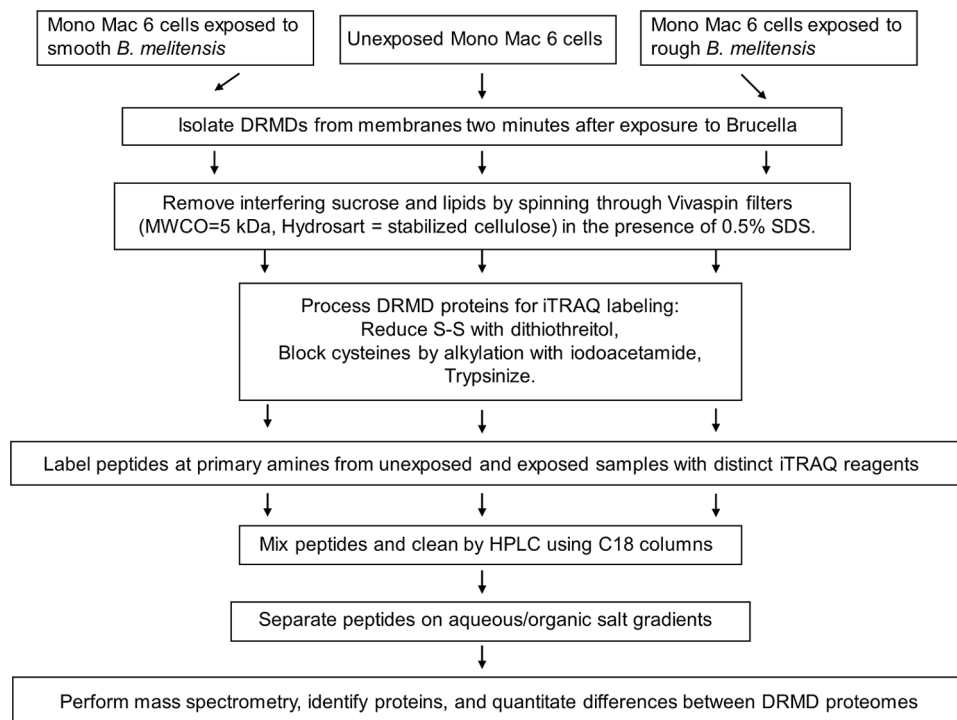 Mono Mac 6 cells exposed to
smooth B. melitensis
Unexposed Mono Mac 6 cells
Mono Mac 6 cells exposed to
rough B. melitensis
Isolate DRMDs from membranes two minutes after exposure to Brucella
Remove interfering sucrose and lipids by spinning through Vivaspin filters
(MWCO=5 kDa, Hydrosart = stabilized cellulose) in the presence of 0.5% SDS.
Process DRMD proteins for iTRAQ labeling:
Reduce S-S with dithiothreitol,
Block cysteines by alkylation with iodoacetamide,
Trypsinize.
Label peptides at primary amines from unexposed and exposed samples with distinct iTRAQ reagents
Mix peptides and clean by HPLC using C18 columns
Separate peptides on aqueous/organic salt gradients
Perform mass spectrometry, identify proteins, and quantitate differences between DRMD proteomes